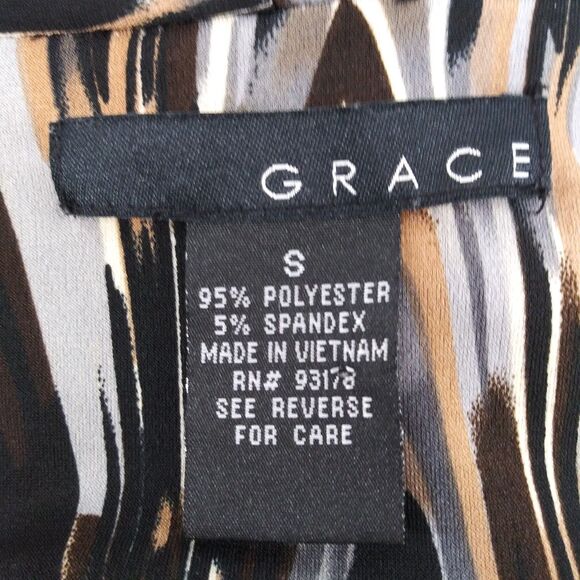 GRACE
S
95% POLYESTER
5% SPANDEX
MADE IN VIETNAM
RN# 93178
SEE REVERSE
FOR CARE